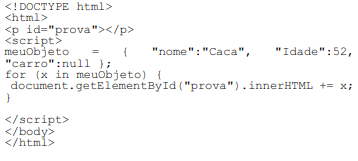 <!DOCTYPE html>
<html>
<p id="prova"></p>
<script>
meuObjeto = { "nome":"Caca", "Idade":52,
"carro":null };
for (x in meuObjeto) {
document.getElementById("prova").innerHTML += x;
}
</script>
</body>
</html>